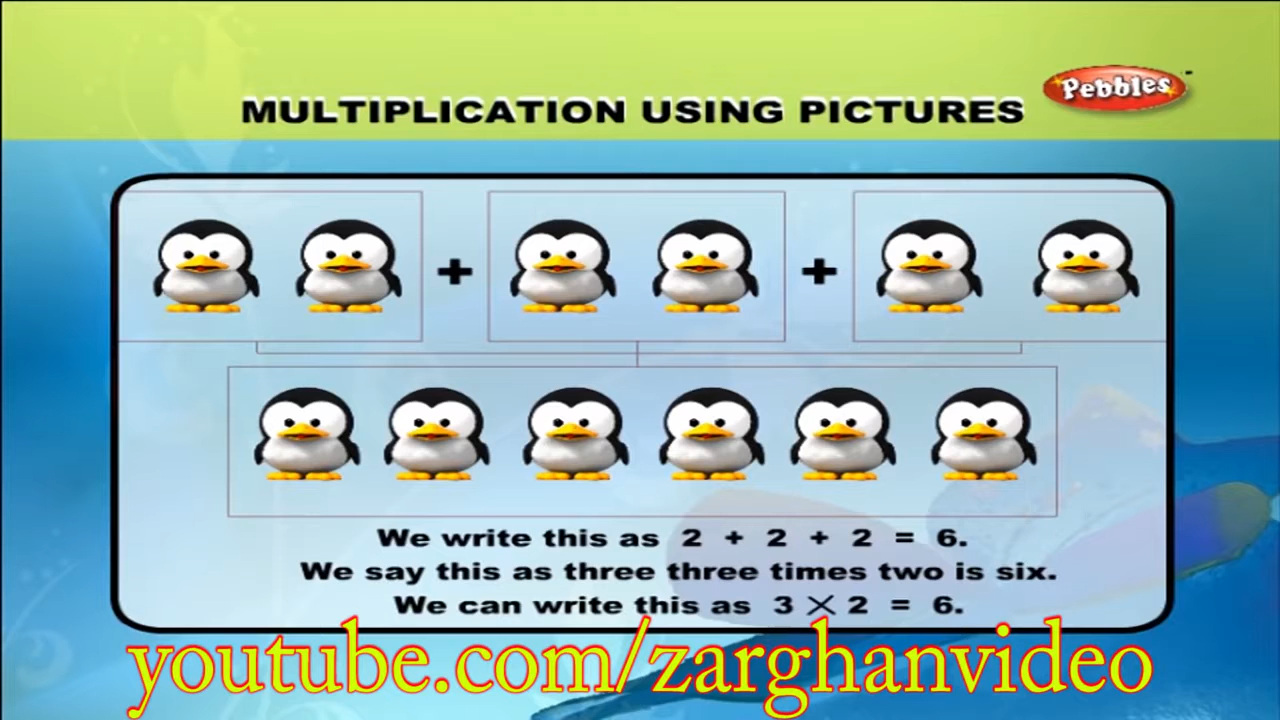 Pebbles
MULTIPLICATION USING PICTURES
+ +
We write this as 2 + 2 + 2 = 6.
We say this as three three times two is six.
We can write this as 3 × 2 = 6.
youtube.com/zarghanvideo